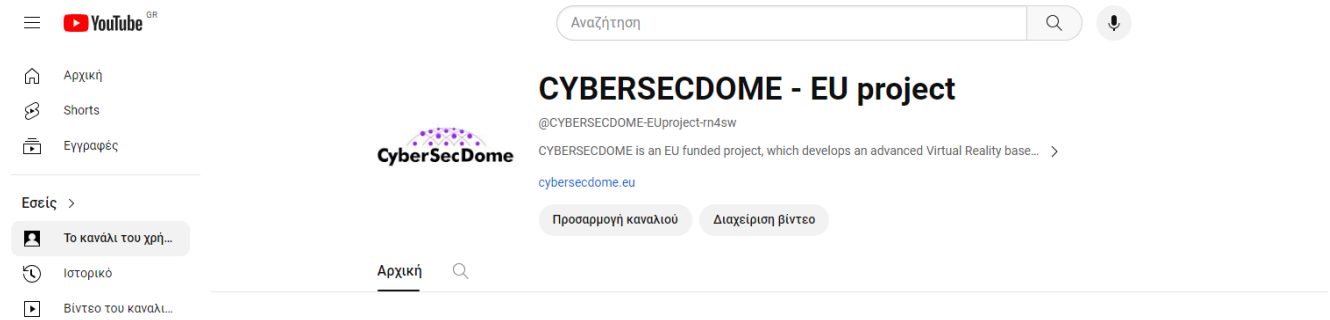 YouTube GR
Αναζήτηση
Αρχική
Shorts
Εγγραφές
Εσείς
Το κανάλι του χρή...
Ιστορικό
Βίντεο του καναλι...
CyberSecDome
CYBERSECDOME - EU project
@CYBERSECDOME-EUproject-rn4sw
CYBERSECDOME is an EU funded project, which develops an advanced Virtual Reality base...
cybersecdome.eu
Προσαρμογή καναλιού Διαχείριση βίντεο
Αρχική